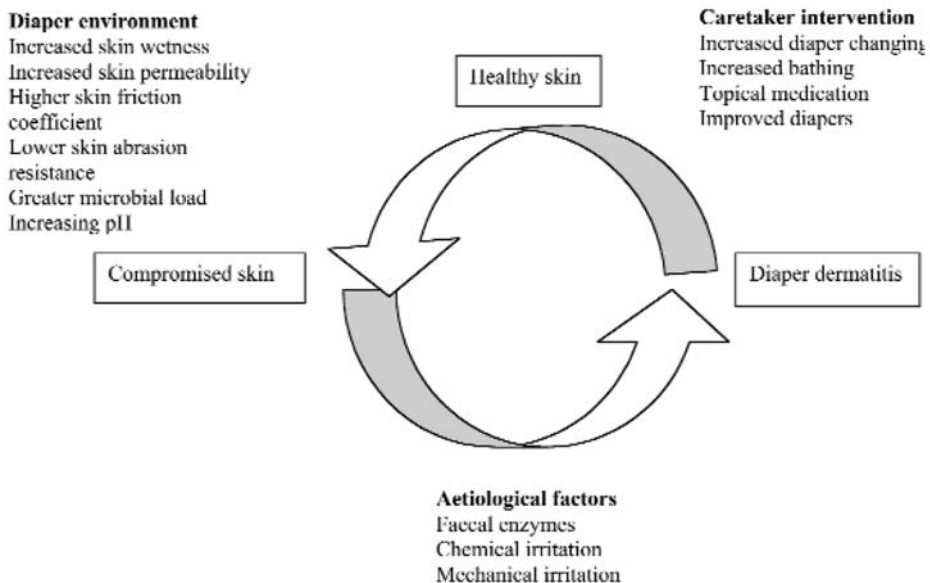 Diaper environment
Increased skin wetness
Increased skin permeability
Higher skin friction
coefficient
Lower skin abrasion
resistance
Greater microbial load
Increasing pH
Caretaker intervention
Increased diaper changing
Increased bathing
Topical medication
Improved diapers
Healthy skin
Compromised skin
Diaper dermatitis
Aetiological factors
Faecal enzymes
Chemical irritation
Mechanical irritation